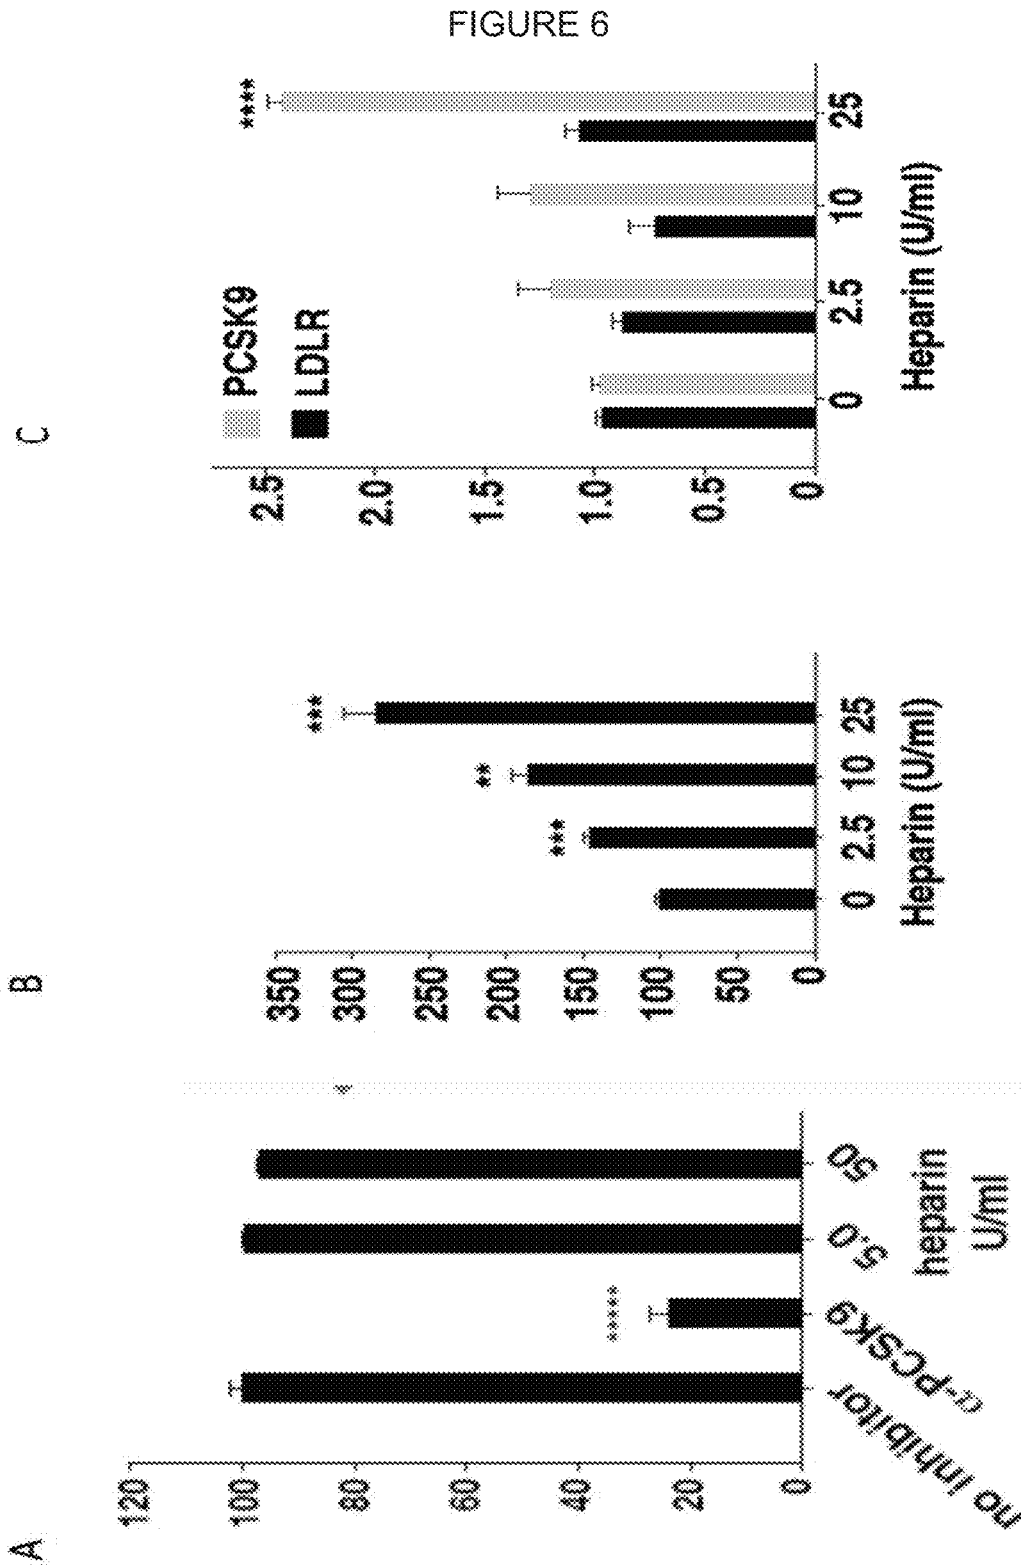 FIGURE 6
A
120
100
80
60
40
20
0
*****
no inhibitor
α-PCSK9
5.0
50
heparin
U/ml
B
350
300
250
200
150
100
50
0
***
**
***
0 2.5 10 25
Heparin (U/ml)
C
PCSK9
LDLR
2.5
2.0
1.5
1.0
0.5
0
****
0 2.5 10 25
Heparin (U/ml)